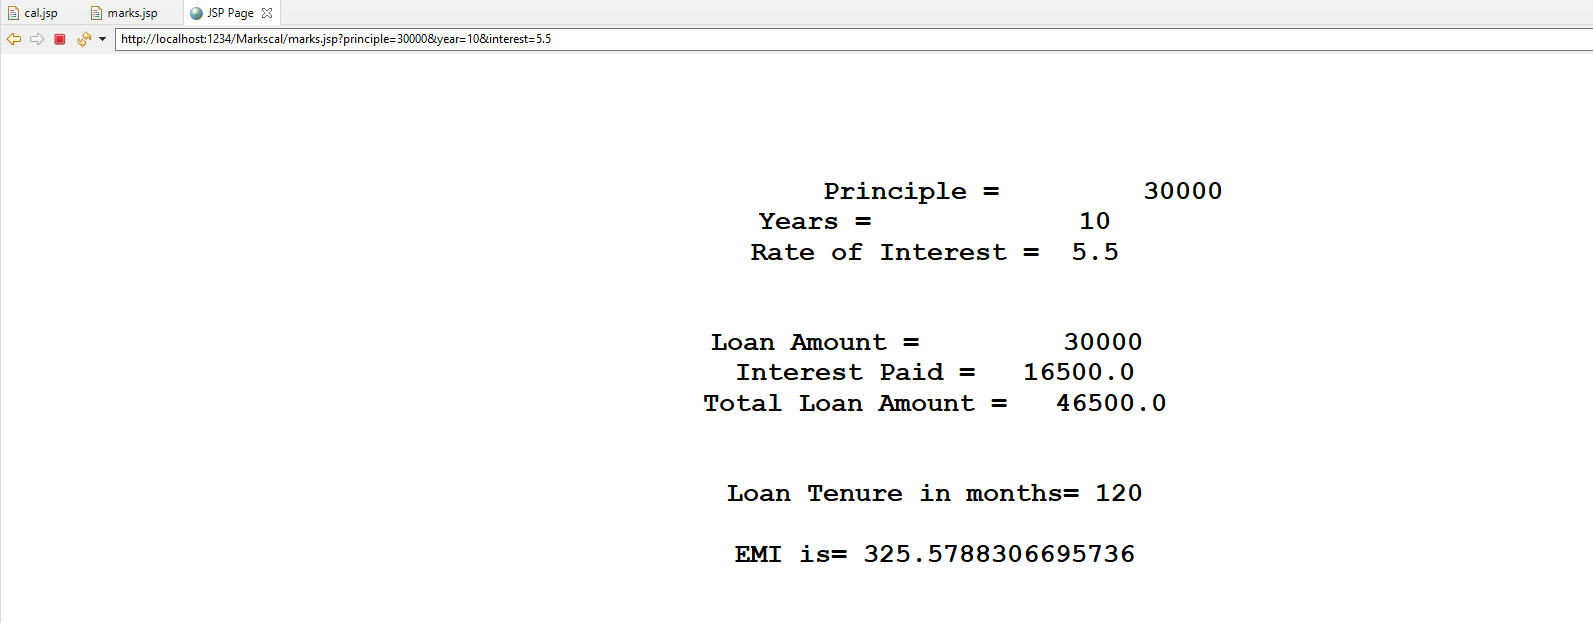 cal.jsp marks.jsp JSP Page
http://localhost:1234/Markscal/marks.jsp?principle=30000&year=10&interest=5.5
Principle = 30000
Years = 10
Rate of Interest = 5.5
Loan Amount = 30000
Interest Paid = 16500.0
Total Loan Amount = 46500.0
Loan Tenure in months= 120
EMI is= 325.5788306695736